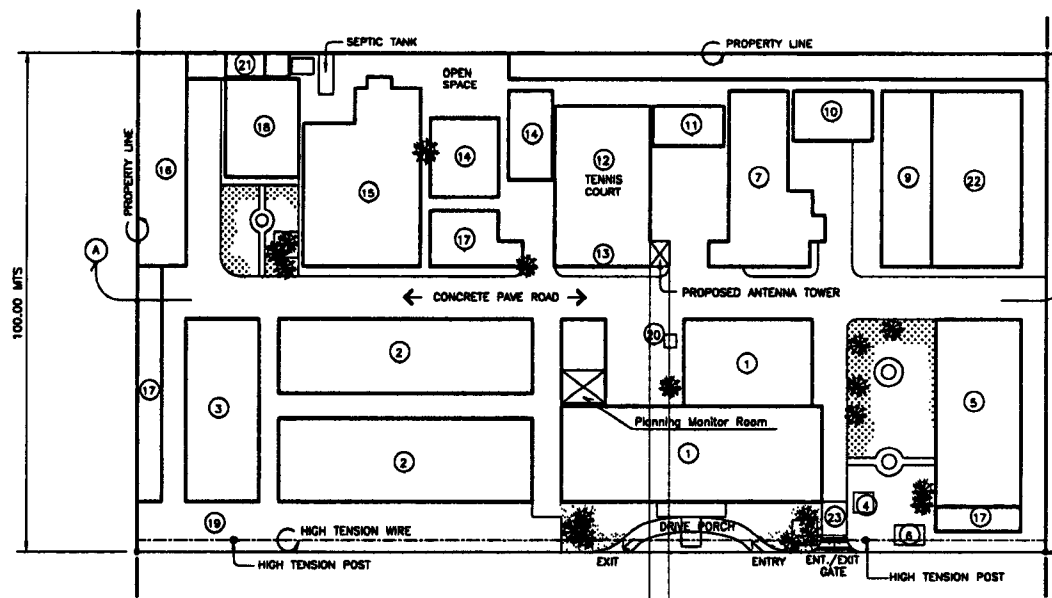 SEPTIC TANK
PROPERTY LINE
21
OPEN
SPACE
18
10
14
14
11
12
TENNIS
COURT
16
PROPERTY LINE
15
7
9
22
17
13
A
CONCRETE PAVE ROAD
PROPOSED ANTENNA TOWER
100.00 MTS
20
2
1
17
3
5
Planning Monitor Room
2
1
4
23
17
19
HIGH TENSION WIRE
DRIVE PORCH
6
HIGH TENSION POST
EXIT
ENTRY
ENT./EXIT
GATE
HIGH TENSION POST